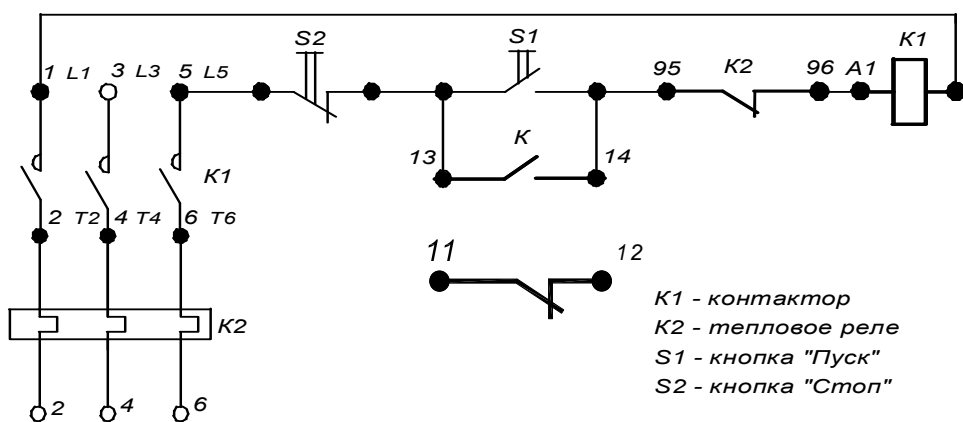 S2 S1 K1
1 L1 3 L3 5 L5 95 K2 96 A1
13 K 14
K1
2 T2 4 T4 6 T6
11 12
K2
K1 - контактор
K2 - тепловое реле
S1 - кнопка "Пуск"
S2 - кнопка "Стоп"
2 4 6